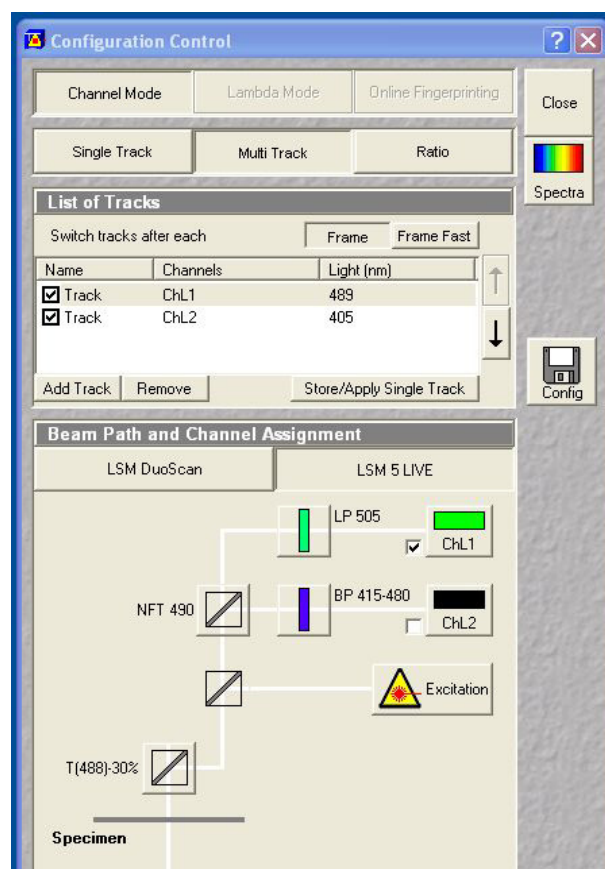 Configuration Control
Channel Mode Lambda Mode Online Fingerprinting
Close
Single Track Multi Track Ratio
Spectra
List of Tracks
Switch tracks after each Frame Frame Fast
Name Channels Light (nm)
Track ChL1 489
Track ChL2 405
Add Track Remove Store/Apply Single Track
Config
Beam Path and Channel Assignment
LSM DuoScan LSM 5 LIVE
LP 505
ChL1
NFT 490 BP 415-480
ChL2
Excitation
T(488)-30%
Specimen